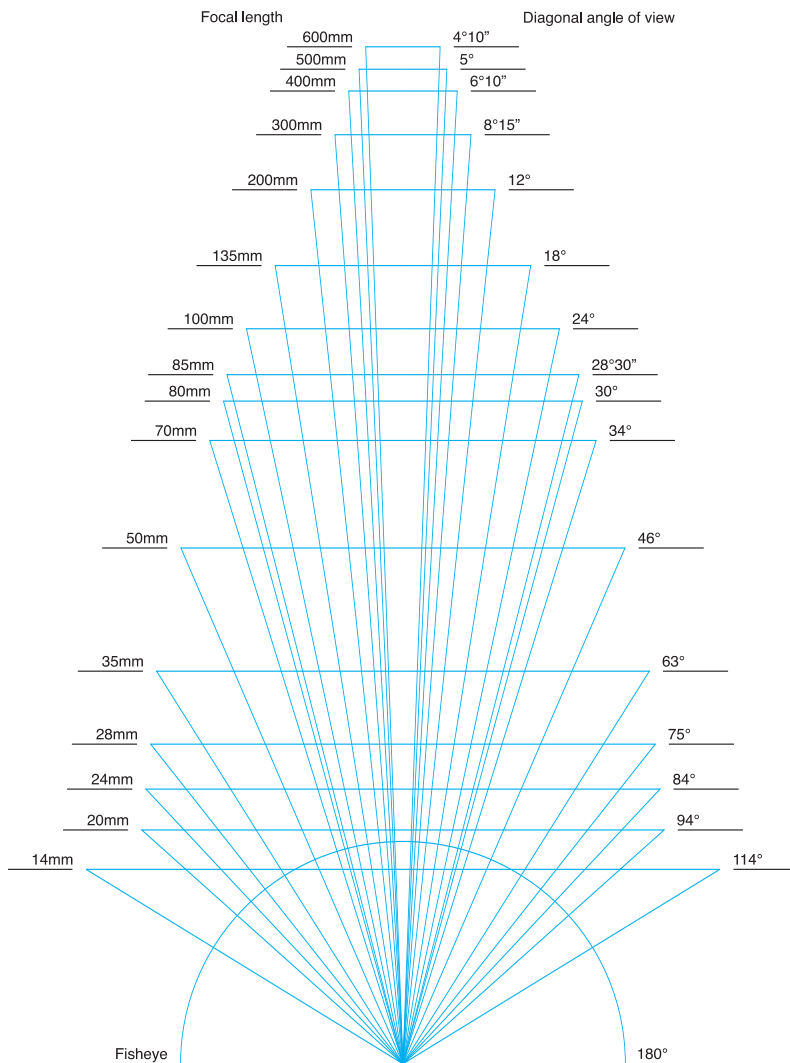 Focal length Diagonal angle of view
600mm 4°10”
500mm 5°
400mm 6°10”
300mm 8°15”
200mm 12°
135mm 18°
100mm 24°
85mm 28°30”
80mm 30°
70mm 34°
50mm 46°
35mm 63°
28mm 75°
24mm 84°
20mm 94°
14mm 114°
Fisheye 180°